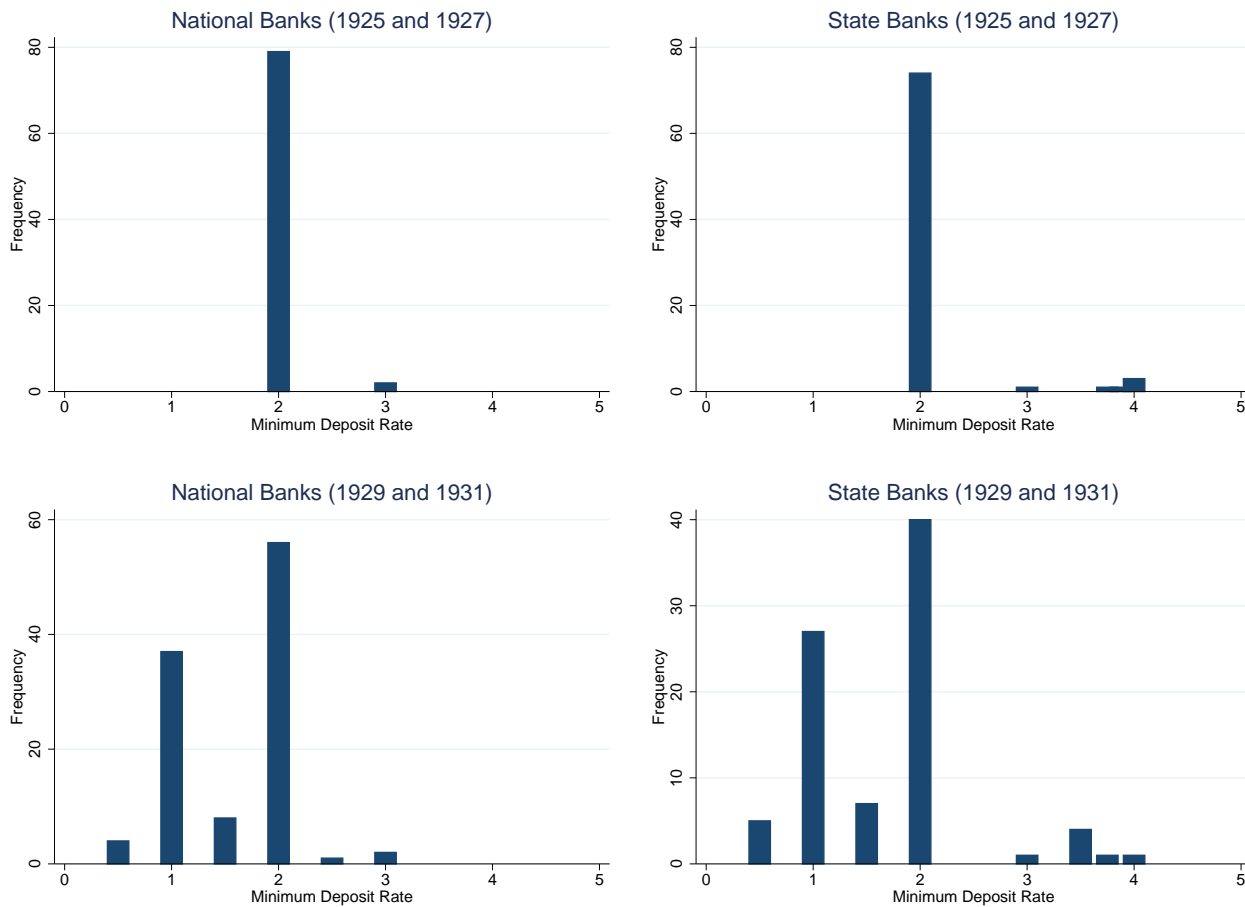 National Banks (1925 and 1927)
Frequency
80
60
40
20
0
0 1 2 3 4 5
Minimum Deposit Rate
State Banks (1925 and 1927)
Frequency
80
60
40
20
0
0 1 2 3 4 5
Minimum Deposit Rate
National Banks (1929 and 1931)
Frequency
60
40
20
0
0 1 2 3 4 5
Minimum Deposit Rate
State Banks (1929 and 1931)
Frequency
40
30
20
10
0
0 1 2 3 4 5
Minimum Deposit Rate